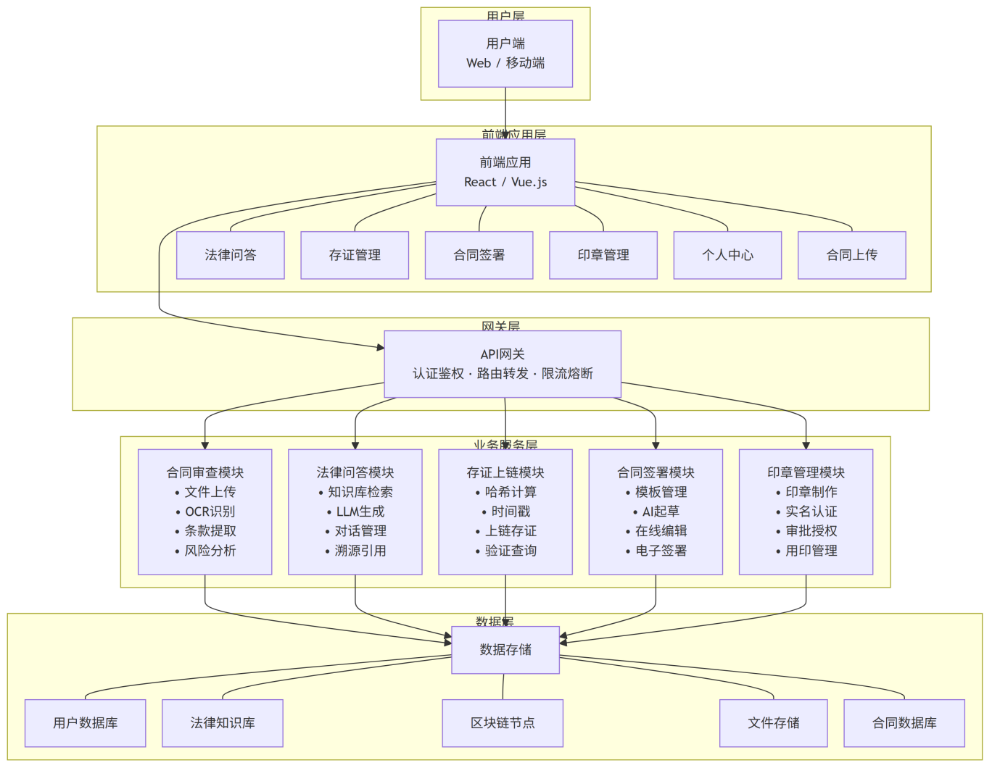 用户层
用户端
Web / 移动端
前端应用层
前端应用
React / Vue.js
法律问答
存证管理
合同签署
印章管理
个人中心
合同上传
网关层
API网关
认证鉴权 · 路由转发 · 限流熔断
业务服务层
合同审查模块
• 文件上传
• OCR识别
• 条款提取
• 风险分析
法律问答模块
• 知识库检索
• LLM生成
• 对话管理
• 溯源引用
存证上链模块
• 哈希计算
• 时间戳
• 上链存证
• 验证查询
合同签署模块
• 模板管理
• AI起草
• 在线编辑
• 电子签署
印章管理模块
• 印章制作
• 实名认证
• 审批授权
• 用印管理
数据层
数据存储
用户数据库
法律知识库
区块链节点
文件存储
合同数据库